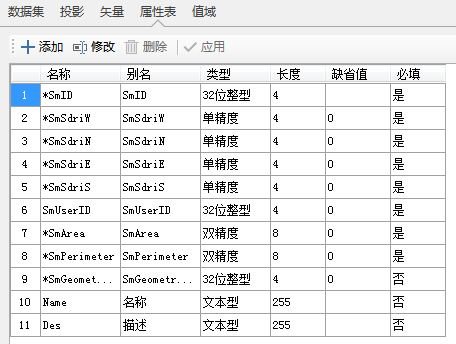 数据集 投影 矢量 属性表 值域
添加 修改 删除 应用
名称 别名 类型 长度 缺省值 必填
1 *SmID SmID 32位整型 4 是
2 *SmSdriW SmSdriW 单精度 4 0 是
3 *SmSdriN SmSdriN 单精度 4 0 是
4 *SmSdriE SmSdriE 单精度 4 0 是
5 *SmSdriS SmSdriS 单精度 4 0 是
6 SmUserID SmUserID 32位整型 4 0 是
7 *SmArea SmArea 双精度 8 0 是
8 *SmPerimeter SmPerimeter 双精度 8 0 是
9 *SmGeomet... SmGeometr... 32位整型 4 0 否
10 Name 名称 文本型 255 否
11 Des 描述 文本型 255 否